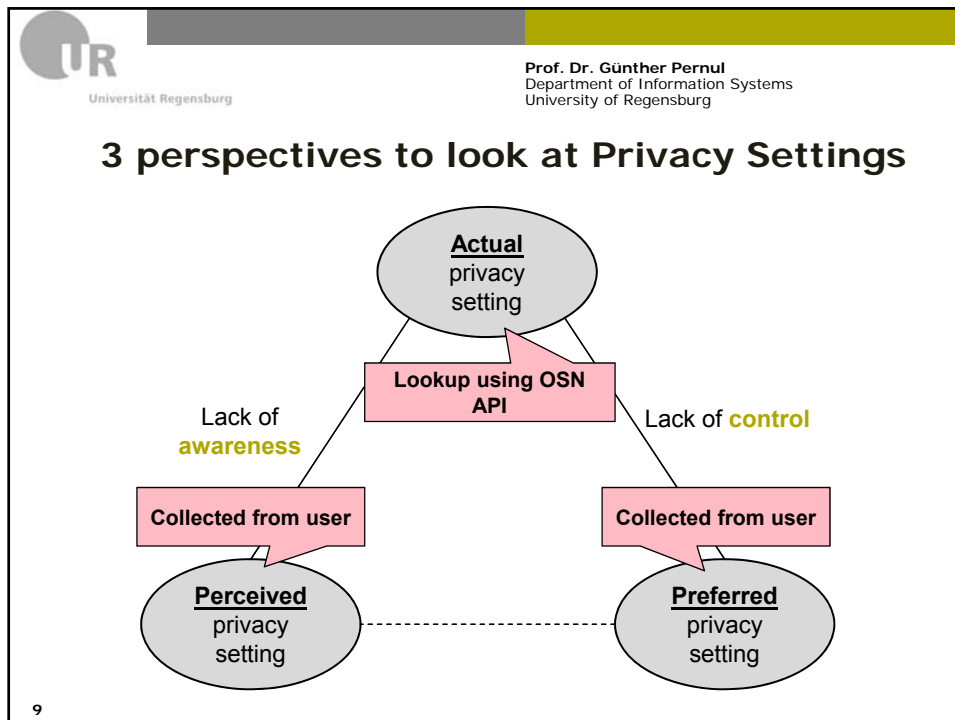 UR
Universität Regensburg
Prof. Dr. Günther Pernul
Department of Information Systems
University of Regensburg
3 perspectives to look at Privacy Settings
Actual
privacy
setting
Lookup using OSN
API
Lack of
awareness
Lack of control
Collected from user
Collected from user
Perceived
privacy
setting
Preferred
privacy
setting
9